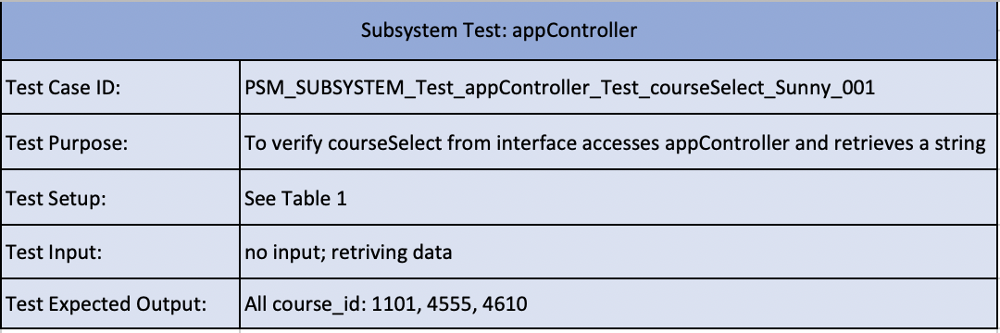 Subsystem Test: appController
Test Case ID: PSM_SUBSYSTEM_Test_appController_Test_courseSelect_Sunny_001
Test Purpose: To verify courseSelect from interface accesses appController and retrieves a string
Test Setup: See Table 1
Test Input: no input; retriving data
Test Expected Output: All course_id: 1101, 4555, 4610